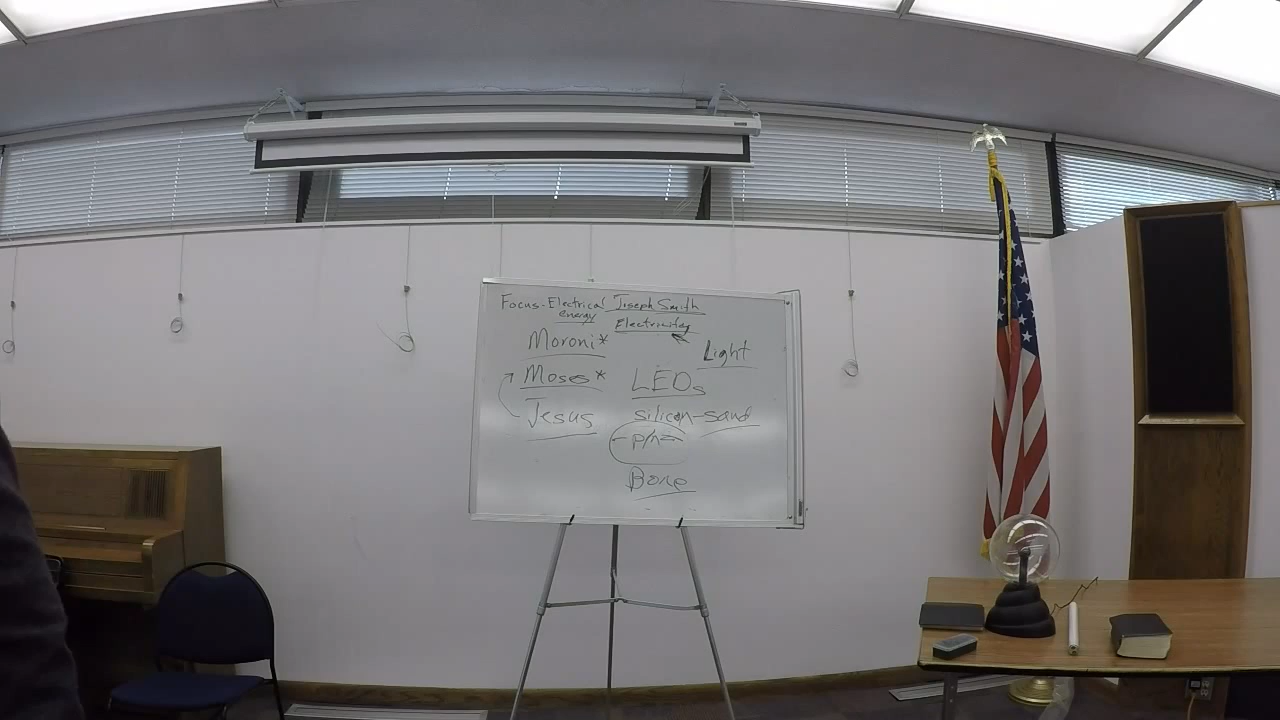 Focus-Electrical Joseph Smith
energy Electricity
Moroni*
Light
Moses* LEDs
Jesus silicon-sand
Bone